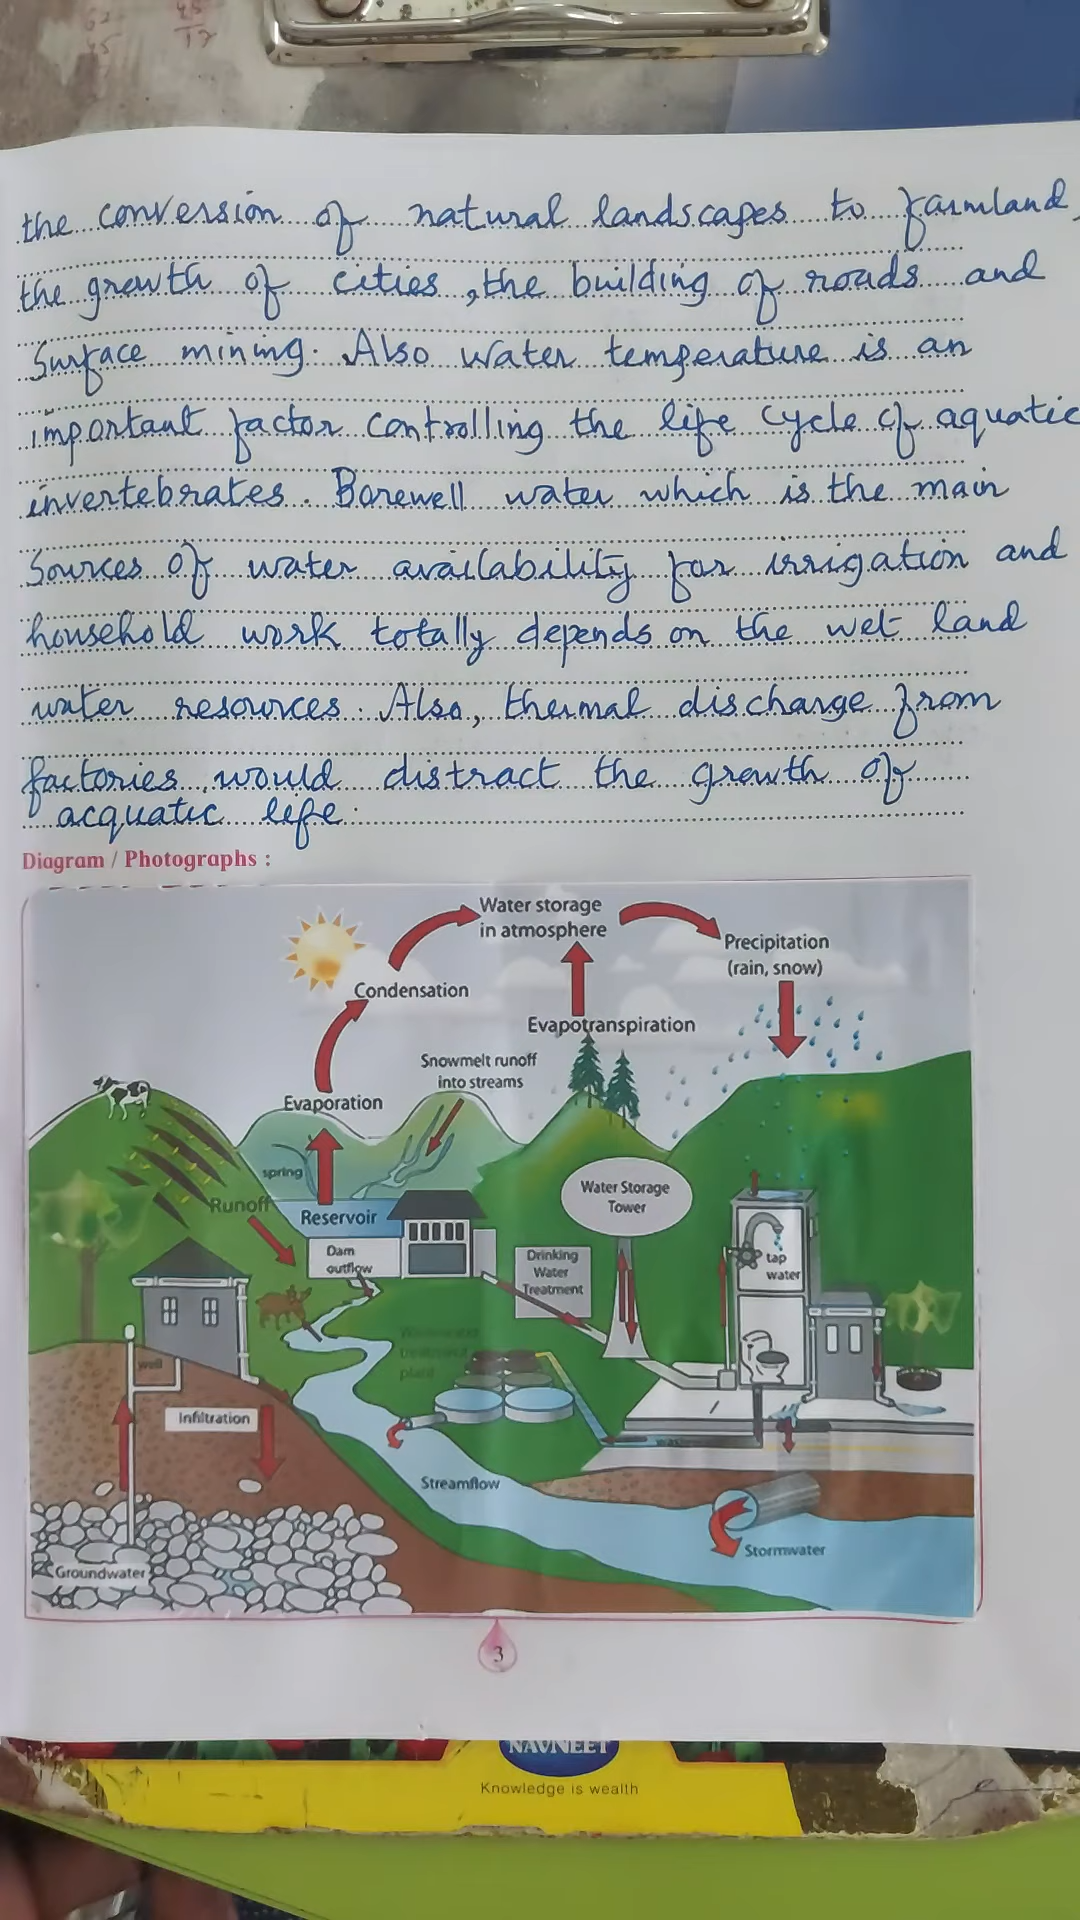 the conversion of natural landscapes to farmland,
the growth of cities, the building of roads and
Surface mining. Also water temperature is an
important factor controlling the life cycle of aquatic
invertebrates. Borewell water which is the main
Sources of water availability for irrigation and
household work totally depends on the wet land
water resources. Also, thermal discharge from
factories would distract the growth of
acquatic life.
Diagram / Photographs :
Water storage
in atmosphere
Precipitation
(rain, snow)
Condensation
Evapotranspiration
Snowmelt runoff
into streams
Evaporation
spring
Runoff
Reservoir
Water Storage
Tower
Dam
outflow
Drinking
Water
Treatment
tap
water
Wastewater
treatment
plant
well
Infiltration
Streamflow
Stormwater
Groundwater
3
NAVNEET
Knowledge is wealth